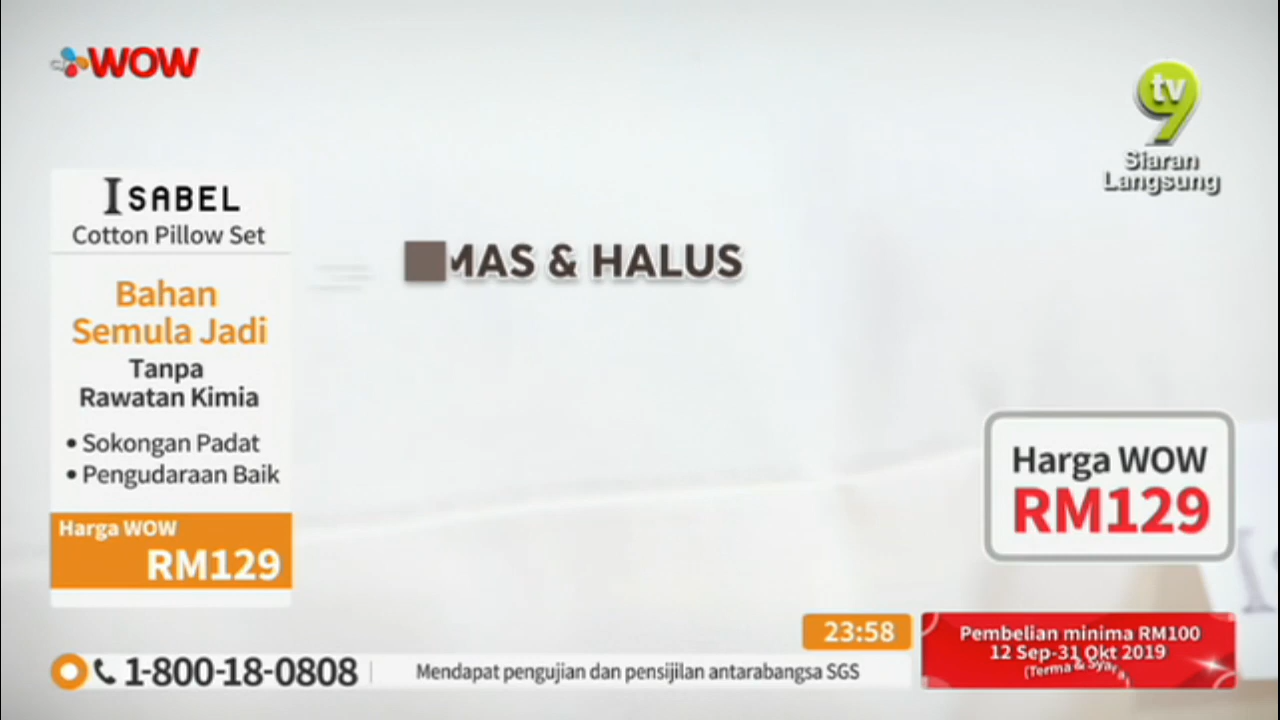 WOW
tv9
Siaran
Langsung
ISABEL
Cotton Pillow Set
MAS & HALUS
Bahan
Semula Jadi
Tanpa
Rawatan Kimia
• Sokongan Padat
• Pengudaraan Baik
Harga WOW
RM129
Harga WOW
RM129
23:58
Pembelian minima RM100
12 Sep-31 Okt 2019
1-800-18-0808
Mendapat pengujian dan pensijilan antarabangsa SGS